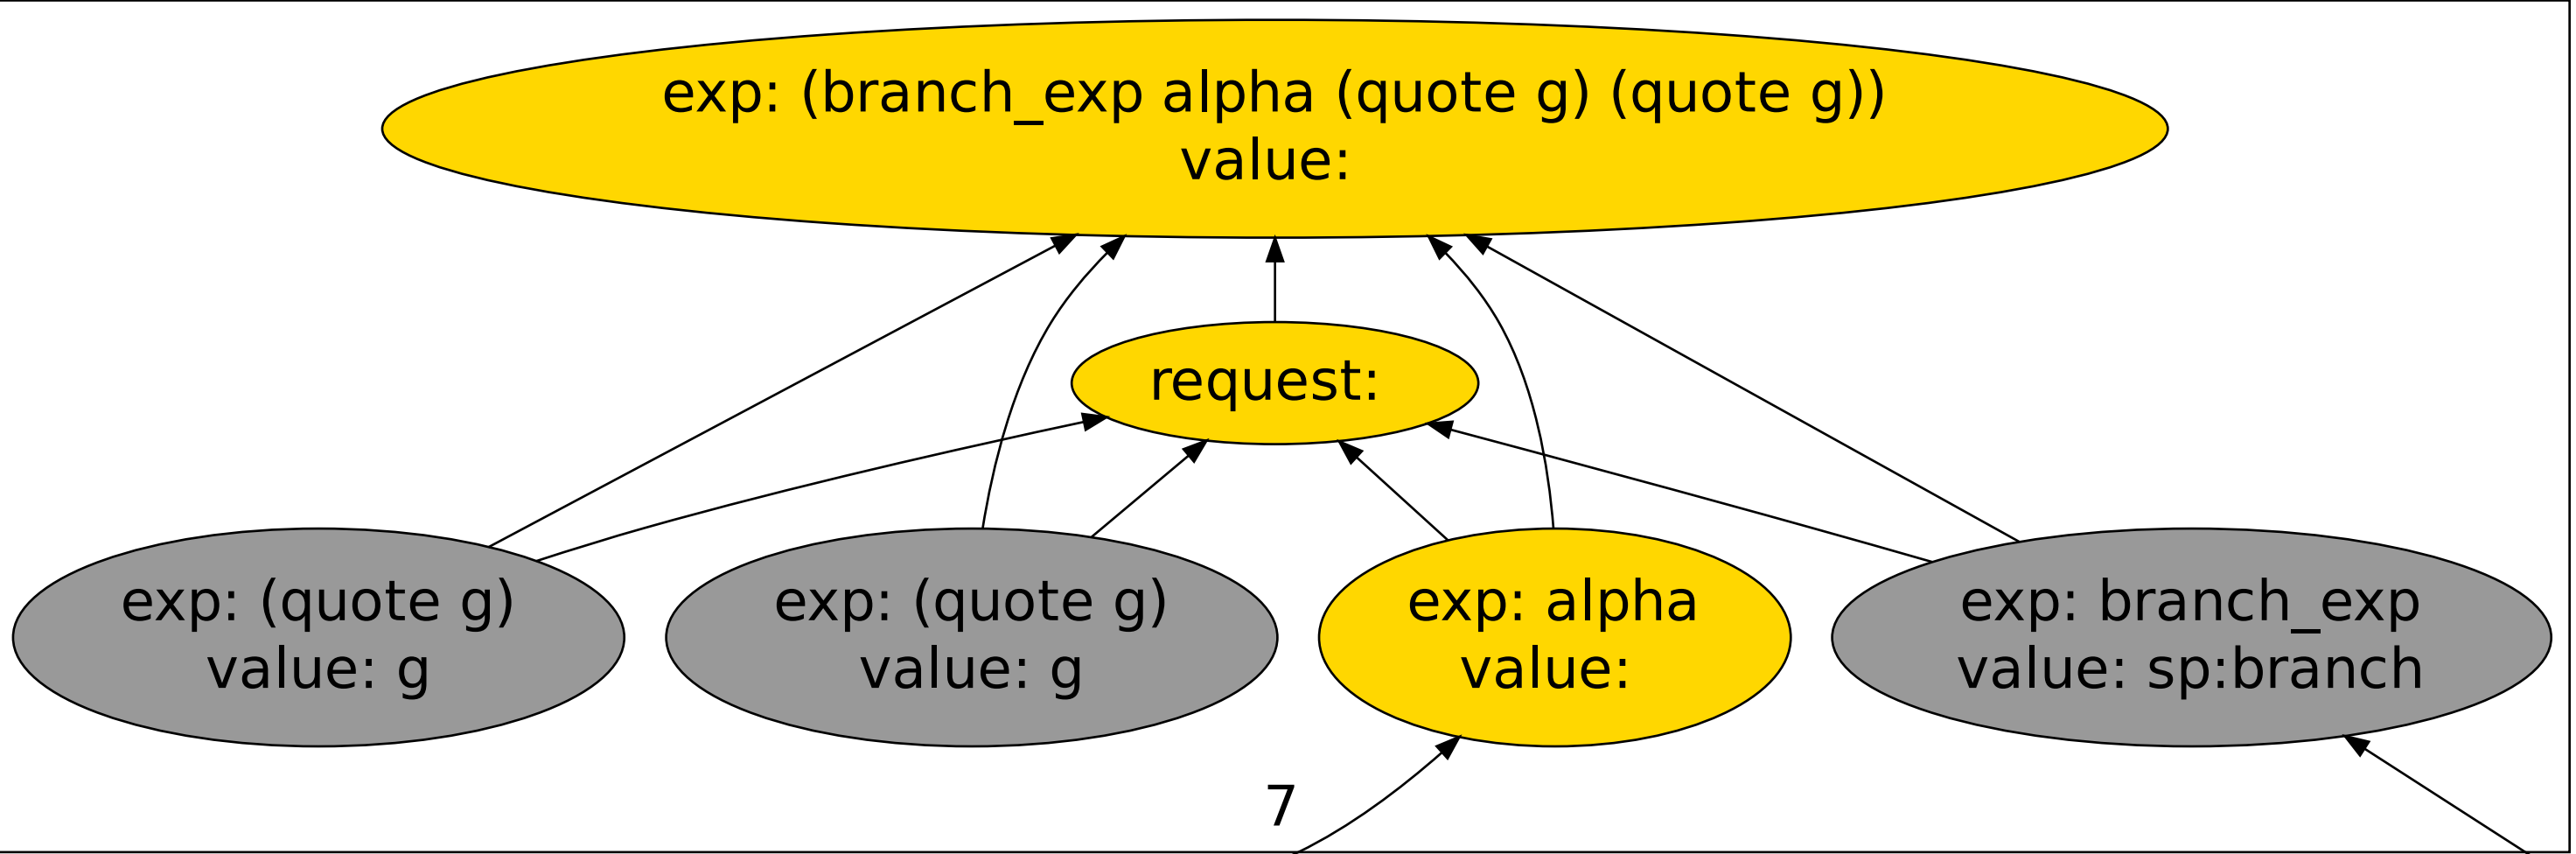 exp: (branch_exp alpha (quote g) (quote g))
value:
request:
exp: (quote g)
value: g
exp: (quote g)
value: g
exp: alpha
value:
exp: branch_exp
value: sp:branch
7